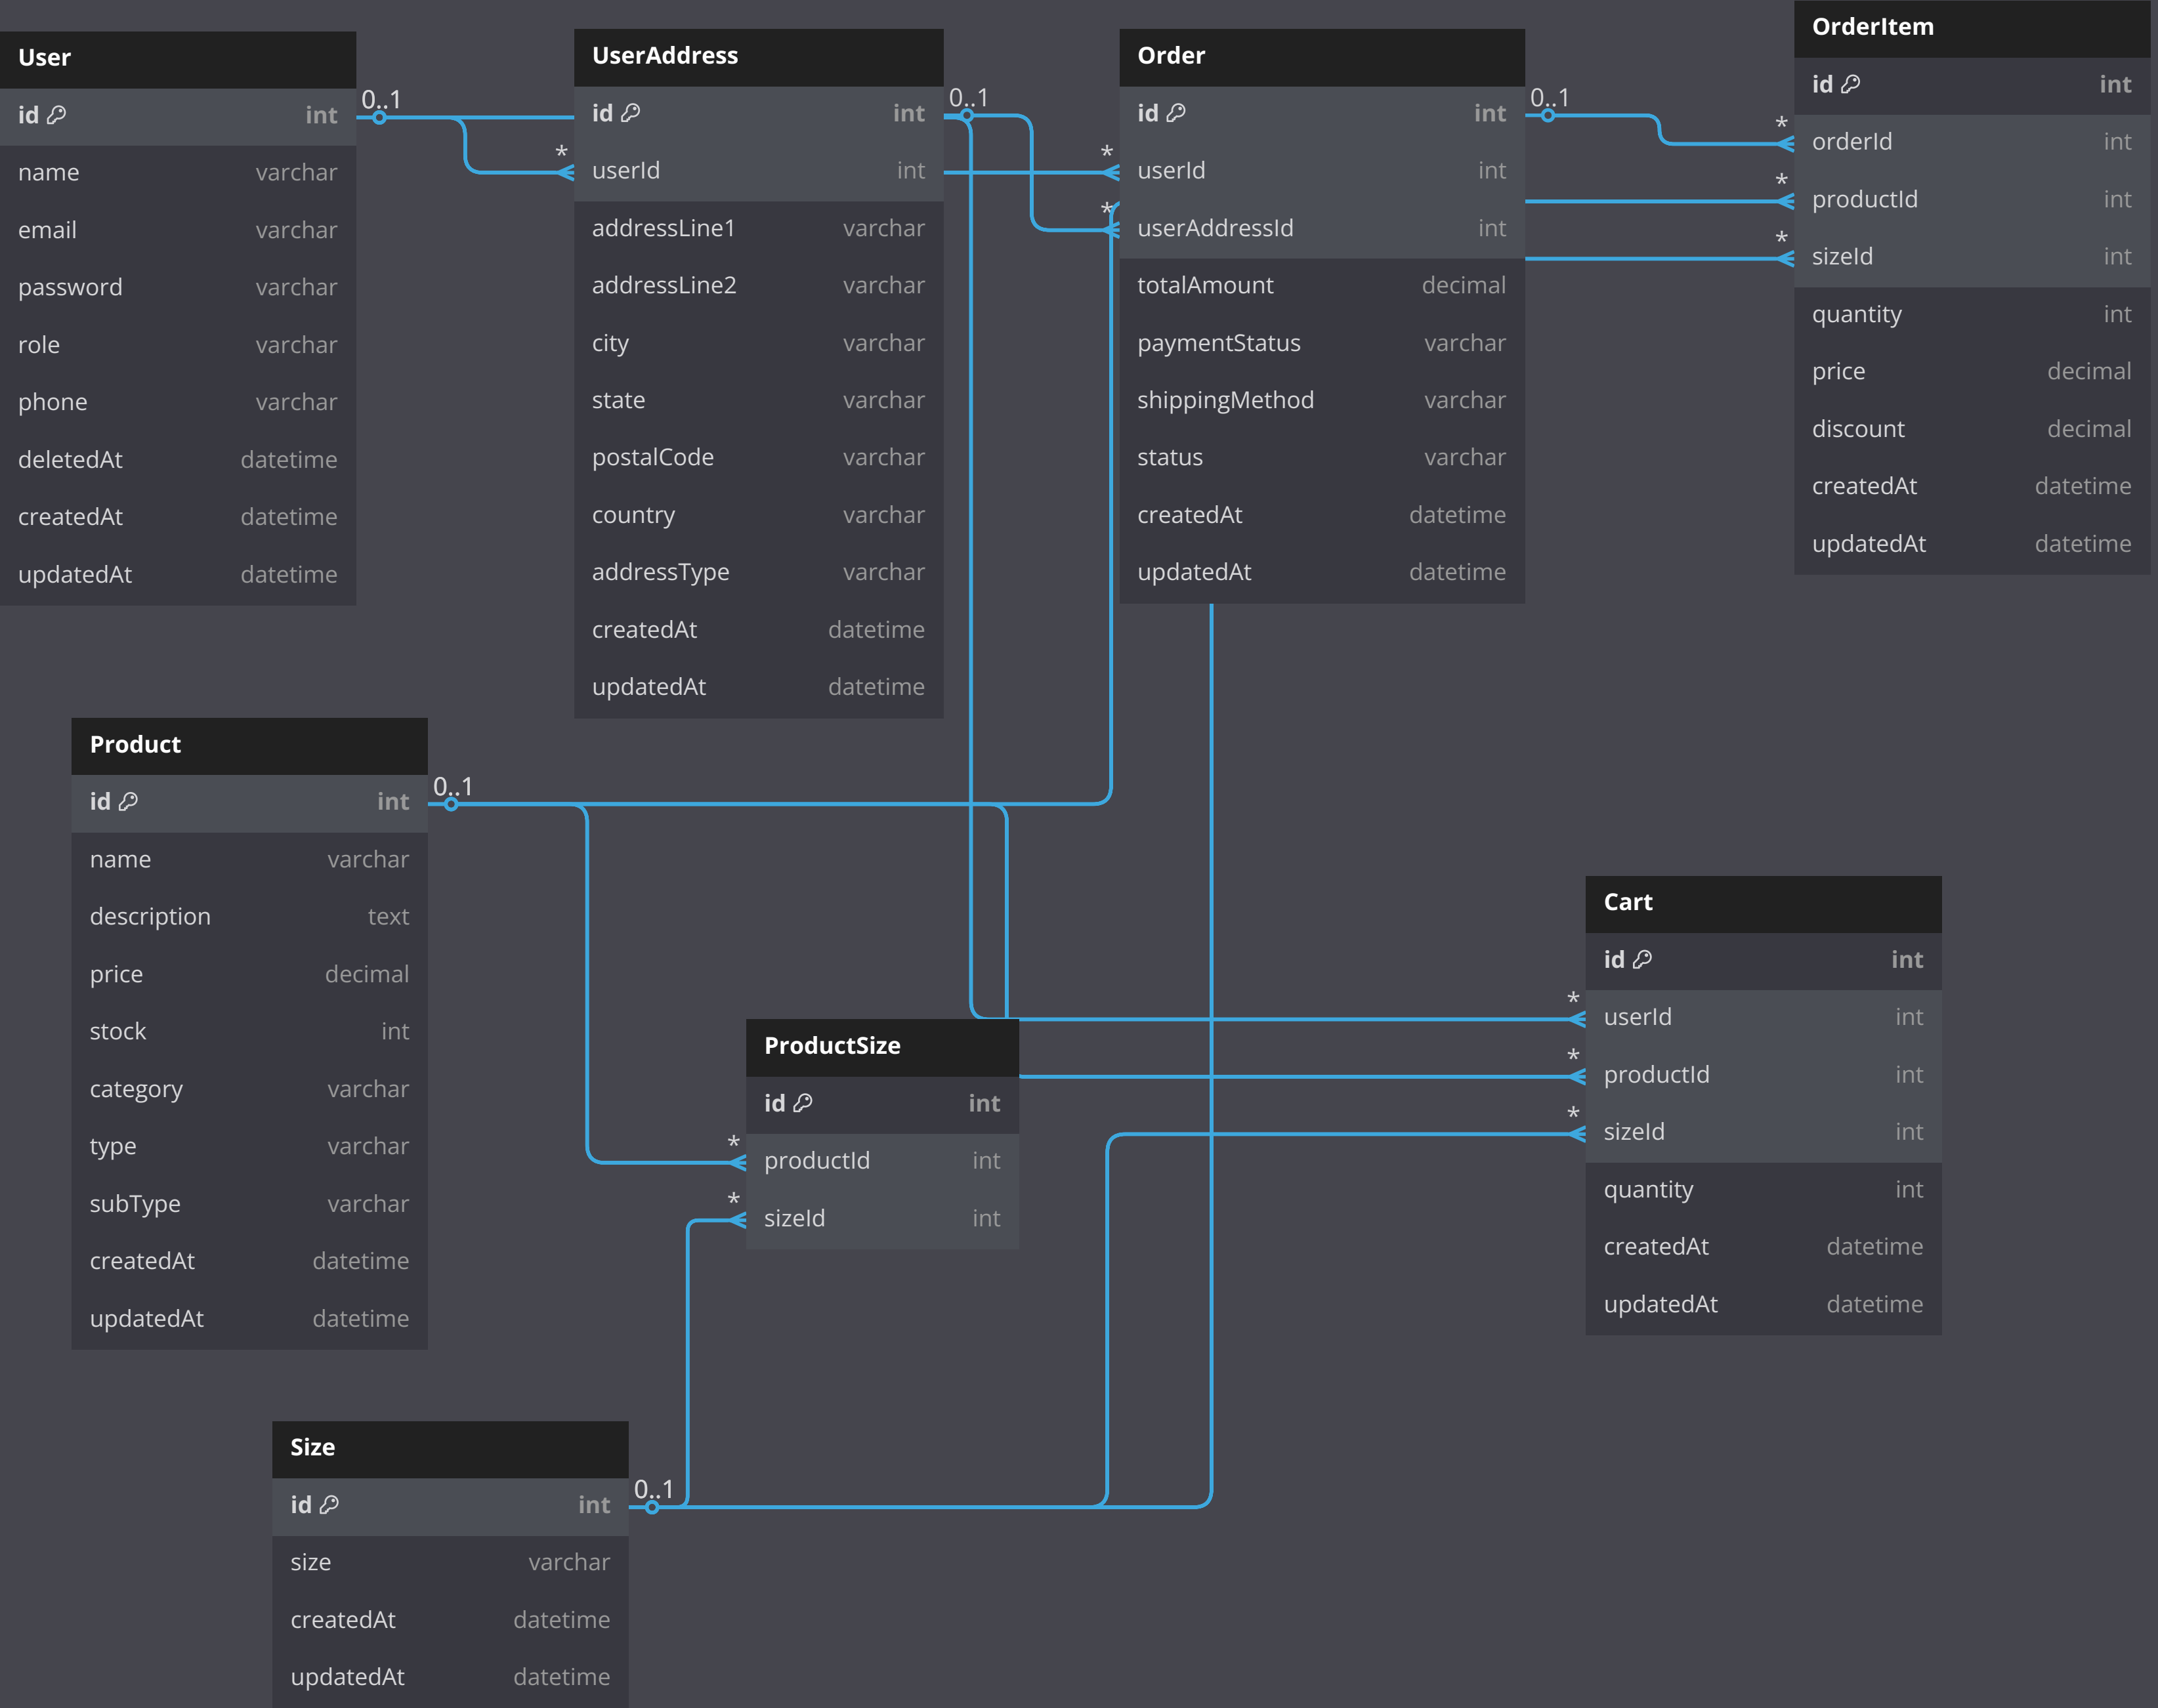 User
id int
name varchar
email varchar
password varchar
role varchar
phone varchar
deletedAt datetime
createdAt datetime
updatedAt datetime
0..1
*
UserAddress
id int
userId int
addressLine1 varchar
addressLine2 varchar
city varchar
state varchar
postalCode varchar
country varchar
addressType varchar
createdAt datetime
updatedAt datetime
0..1
*
*
Order
id int
userId int
userAddressId int
totalAmount decimal
paymentStatus varchar
shippingMethod varchar
status varchar
createdAt datetime
updatedAt datetime
0..1
*
*
*
OrderItem
id int
orderId int
productId int
sizeId int
quantity int
price decimal
discount decimal
createdAt datetime
updatedAt datetime
Product
id int
name varchar
description text
price decimal
stock int
category varchar
type varchar
subType varchar
createdAt datetime
updatedAt datetime
0..1
*
*
ProductSize
id int
productId int
sizeId int
*
*
*
Cart
id int
userId int
productId int
sizeId int
quantity int
createdAt datetime
updatedAt datetime
Size
id int
size varchar
createdAt datetime
updatedAt datetime
0..1